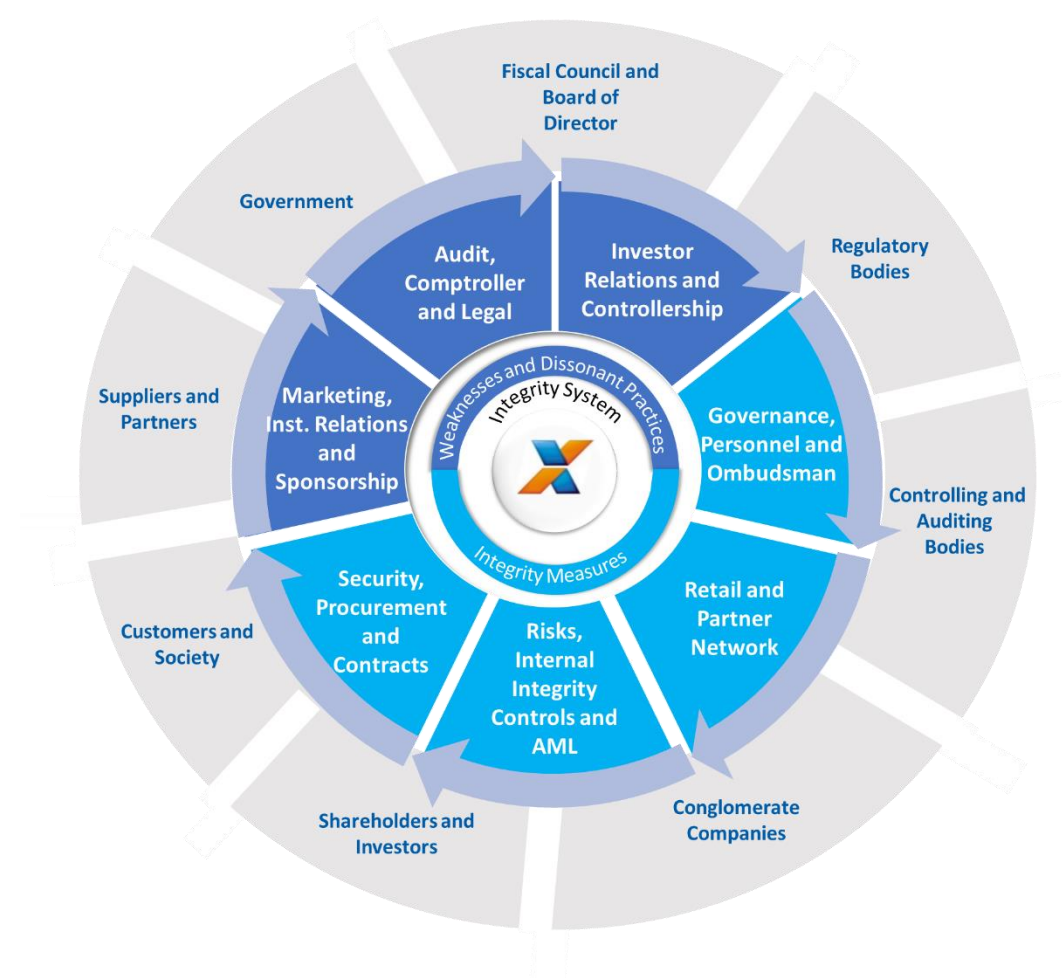 Fiscal Council and
Board of
Director
Government
Regulatory
Bodies
Audit,
Comptroller
and Legal
Investor
Relations and
Controllership
Suppliers and
Partners
Marketing,
Inst. Relations
and
Sponsorship
Weaknesses and Dissonant Practices
Integrity System
Integrity Measures
Governance,
Personnel and
Ombudsman
Controlling and
Auditing
Bodies
Security,
Procurement
and
Contracts
Retail and
Partner
Network
Risks,
Internal
Integrity
Controls and
AML
Customers and
Society
Shareholders and
Investors
Conglomerate
Companies